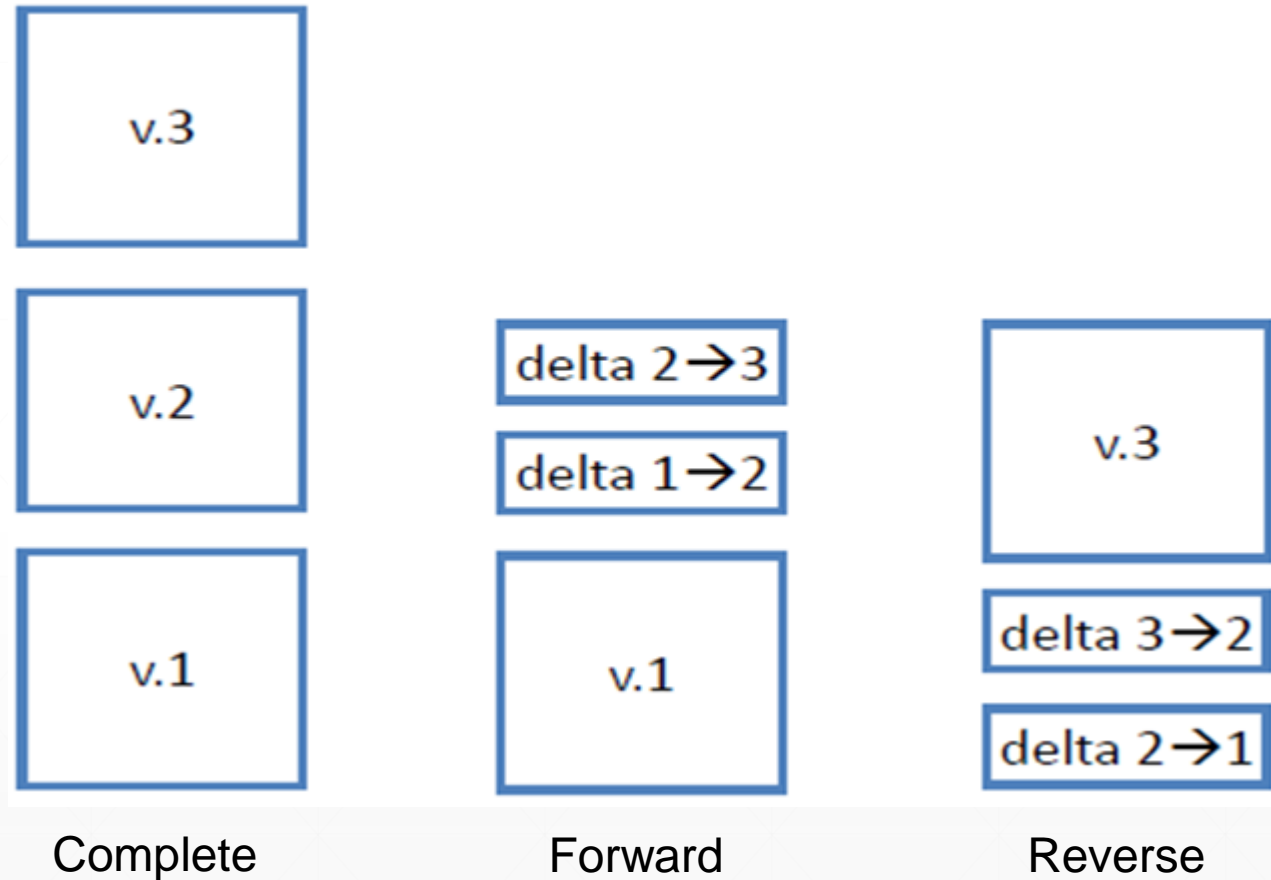 v.3
v.2
v.1
Complete
delta 2→3
delta 1→2
v.1
Forward
v.3
delta 3→2
delta 2→1
Reverse